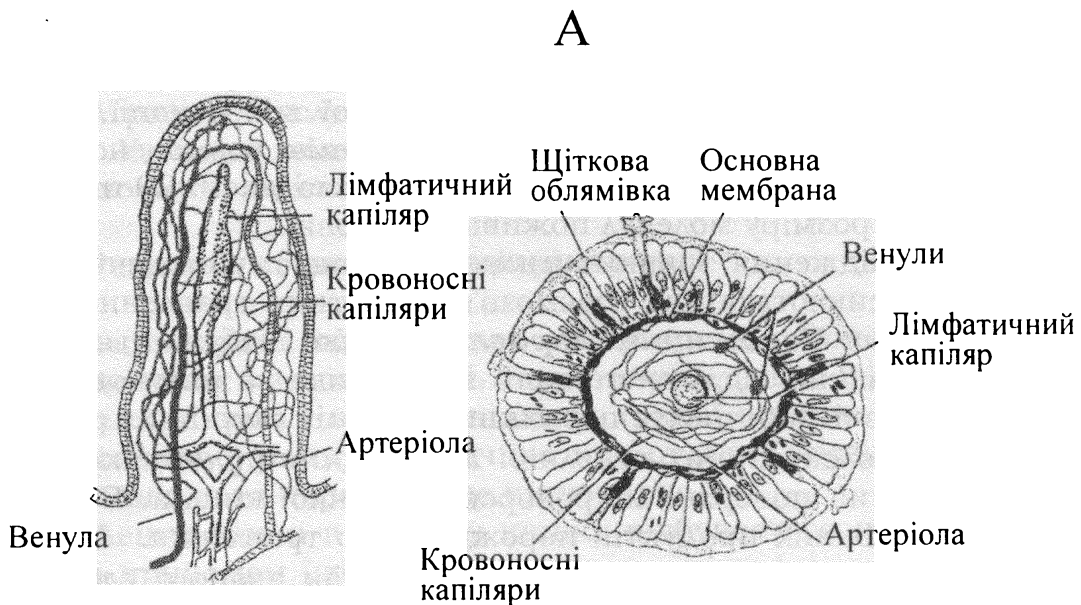 А
Лімфатичний
капіляр
Кровоносні
капіляри
Артеріола
Венула
Щіткова
облямівка
Основна
мембрана
Венули
Лімфатичний
капіляр
Артеріола
Кровоносні
капіляри